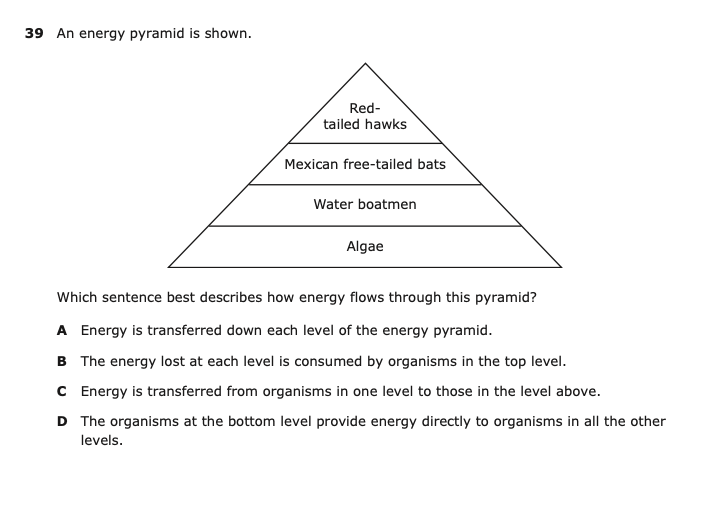 39 An energy pyramid is shown.
Red-
tailed hawks
Mexican free-tailed bats
Water boatmen
Algae
Which sentence best describes how energy flows through this pyramid?
A Energy is transferred down each level of the energy pyramid.
B The energy lost at each level is consumed by organisms in the top level.
C Energy is transferred from organisms in one level to those in the level above.
D The organisms at the bottom level provide energy directly to organisms in all the other
levels.